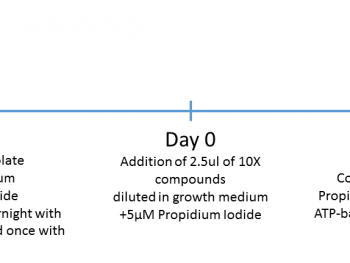 late
um
ide
rnight with
d once with
Day 0
Addition of 2.5ul of 10X
compounds
diluted in growth medium
+5µM Propidium Iodide
Co
Propi
ATP-ba